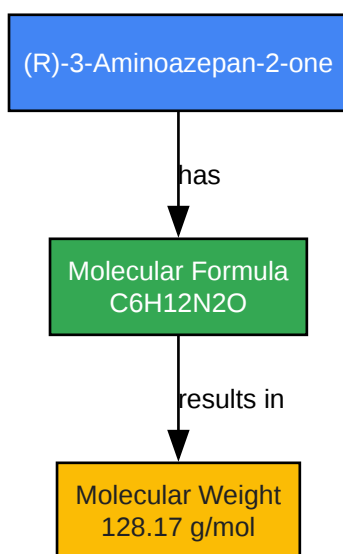 (R)-3-Aminoazepan-2-one
has
Molecular Formula
C6H12N2O
results in
Molecular Weight
128.17 g/mol